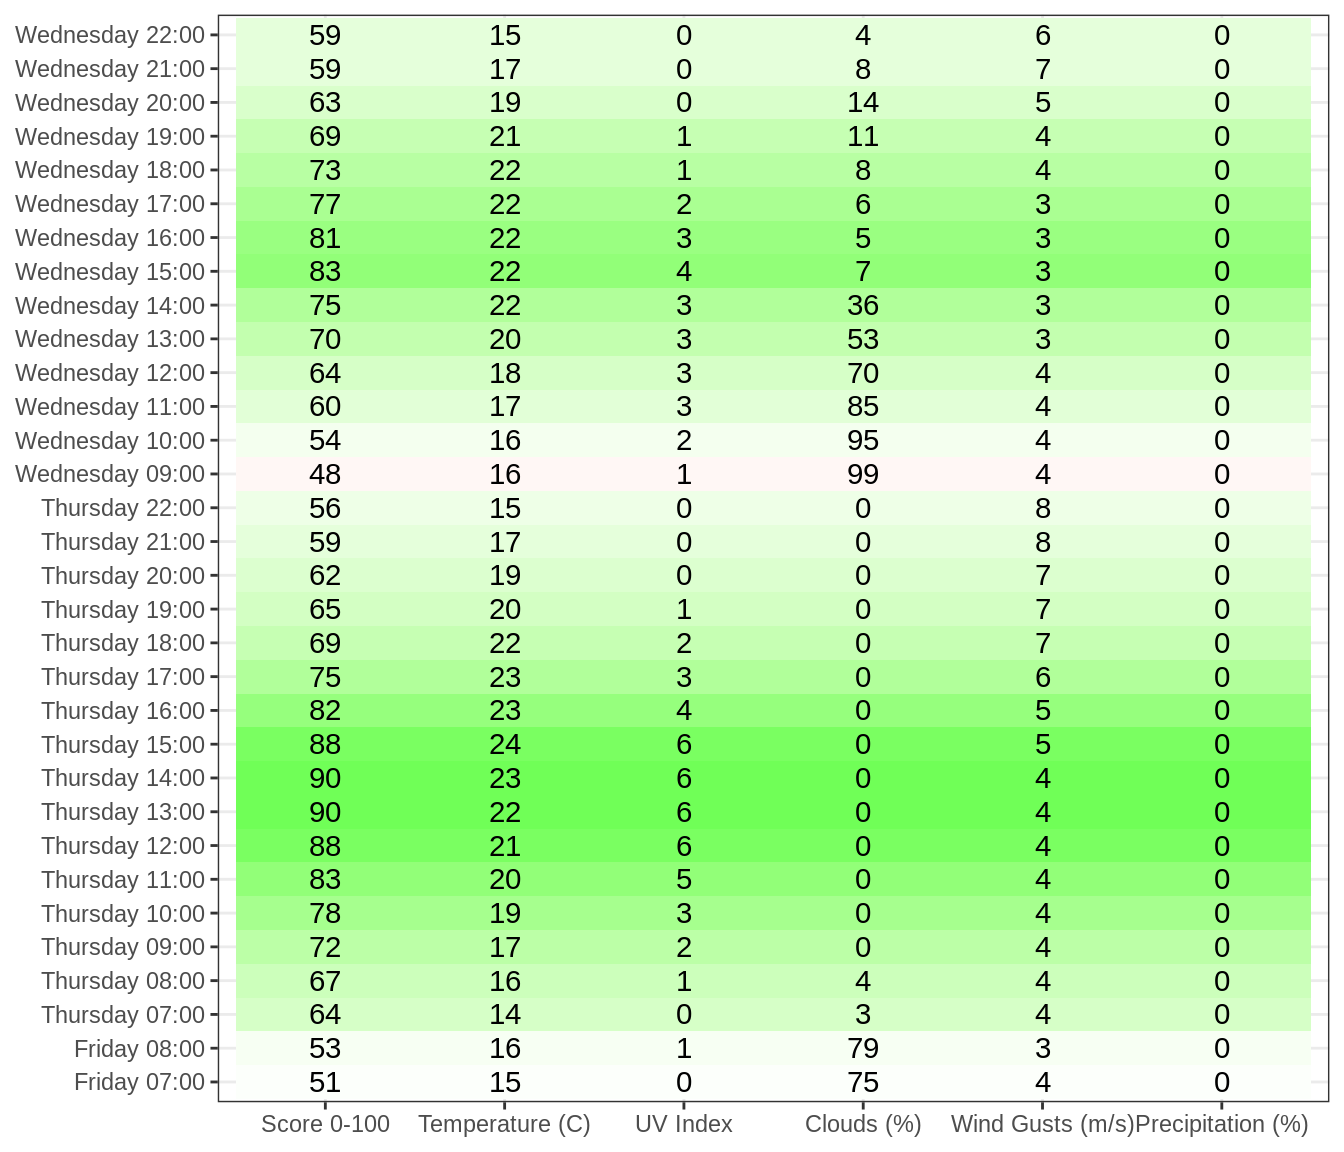 Wednesday 22:00 59 15 0 4 6 0
Wednesday 21:00 59 17 0 8 7 0
Wednesday 20:00 63 19 0 14 5 0
Wednesday 19:00 69 21 1 11 4 0
Wednesday 18:00 73 22 1 8 4 0
Wednesday 17:00 77 22 2 6 3 0
Wednesday 16:00 81 22 3 5 3 0
Wednesday 15:00 83 22 4 7 3 0
Wednesday 14:00 75 22 3 36 3 0
Wednesday 13:00 70 20 3 53 3 0
Wednesday 12:00 64 18 3 70 4 0
Wednesday 11:00 60 17 3 85 4 0
Wednesday 10:00 54 16 2 95 4 0
Wednesday 09:00 48 16 1 99 4 0
Thursday 22:00 56 15 0 0 8 0
Thursday 21:00 59 17 0 0 8 0
Thursday 20:00 62 19 0 0 7 0
Thursday 19:00 65 20 1 0 7 0
Thursday 18:00 69 22 2 0 7 0
Thursday 17:00 75 23 3 0 6 0
Thursday 16:00 82 23 4 0 5 0
Thursday 15:00 88 24 6 0 5 0
Thursday 14:00 90 23 6 0 4 0
Thursday 13:00 90 22 6 0 4 0
Thursday 12:00 88 21 6 0 4 0
Thursday 11:00 83 20 5 0 4 0
Thursday 10:00 78 19 3 0 4 0
Thursday 09:00 72 17 2 0 4 0
Thursday 08:00 67 16 1 4 4 0
Thursday 07:00 64 14 0 3 4 0
Friday 08:00 53 16 1 79 3 0
Friday 07:00 51 15 0 75 4 0
Score 0-100 Temperature (C) UV Index Clouds (%) Wind Gusts (m/s) Precipitation (%)